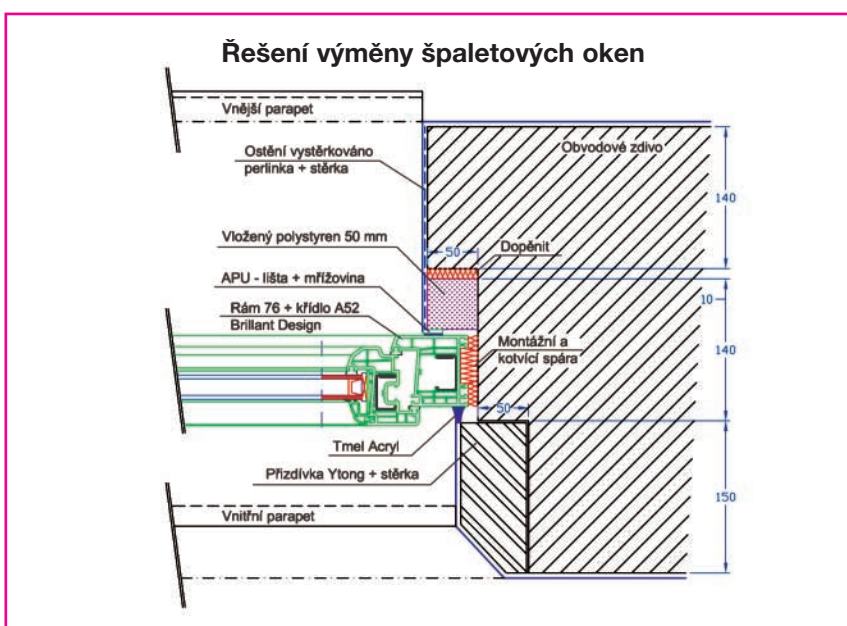 Řešení výměny špaletových oken
Vnější parapet
Ostění vystěrkováno
perlinka + stěrka
Obvodové zdivo
140
Vložený polystyren 50 mm
50
Dopěnit
APU - lišta + mřížovina
10
Rám 76 + křídlo A52
Brillant Design
Montážní a
kotvící spára
140
50
Tmel Acryl
Přizdívka Ytong + stěrka
150
Vnitřní parapet